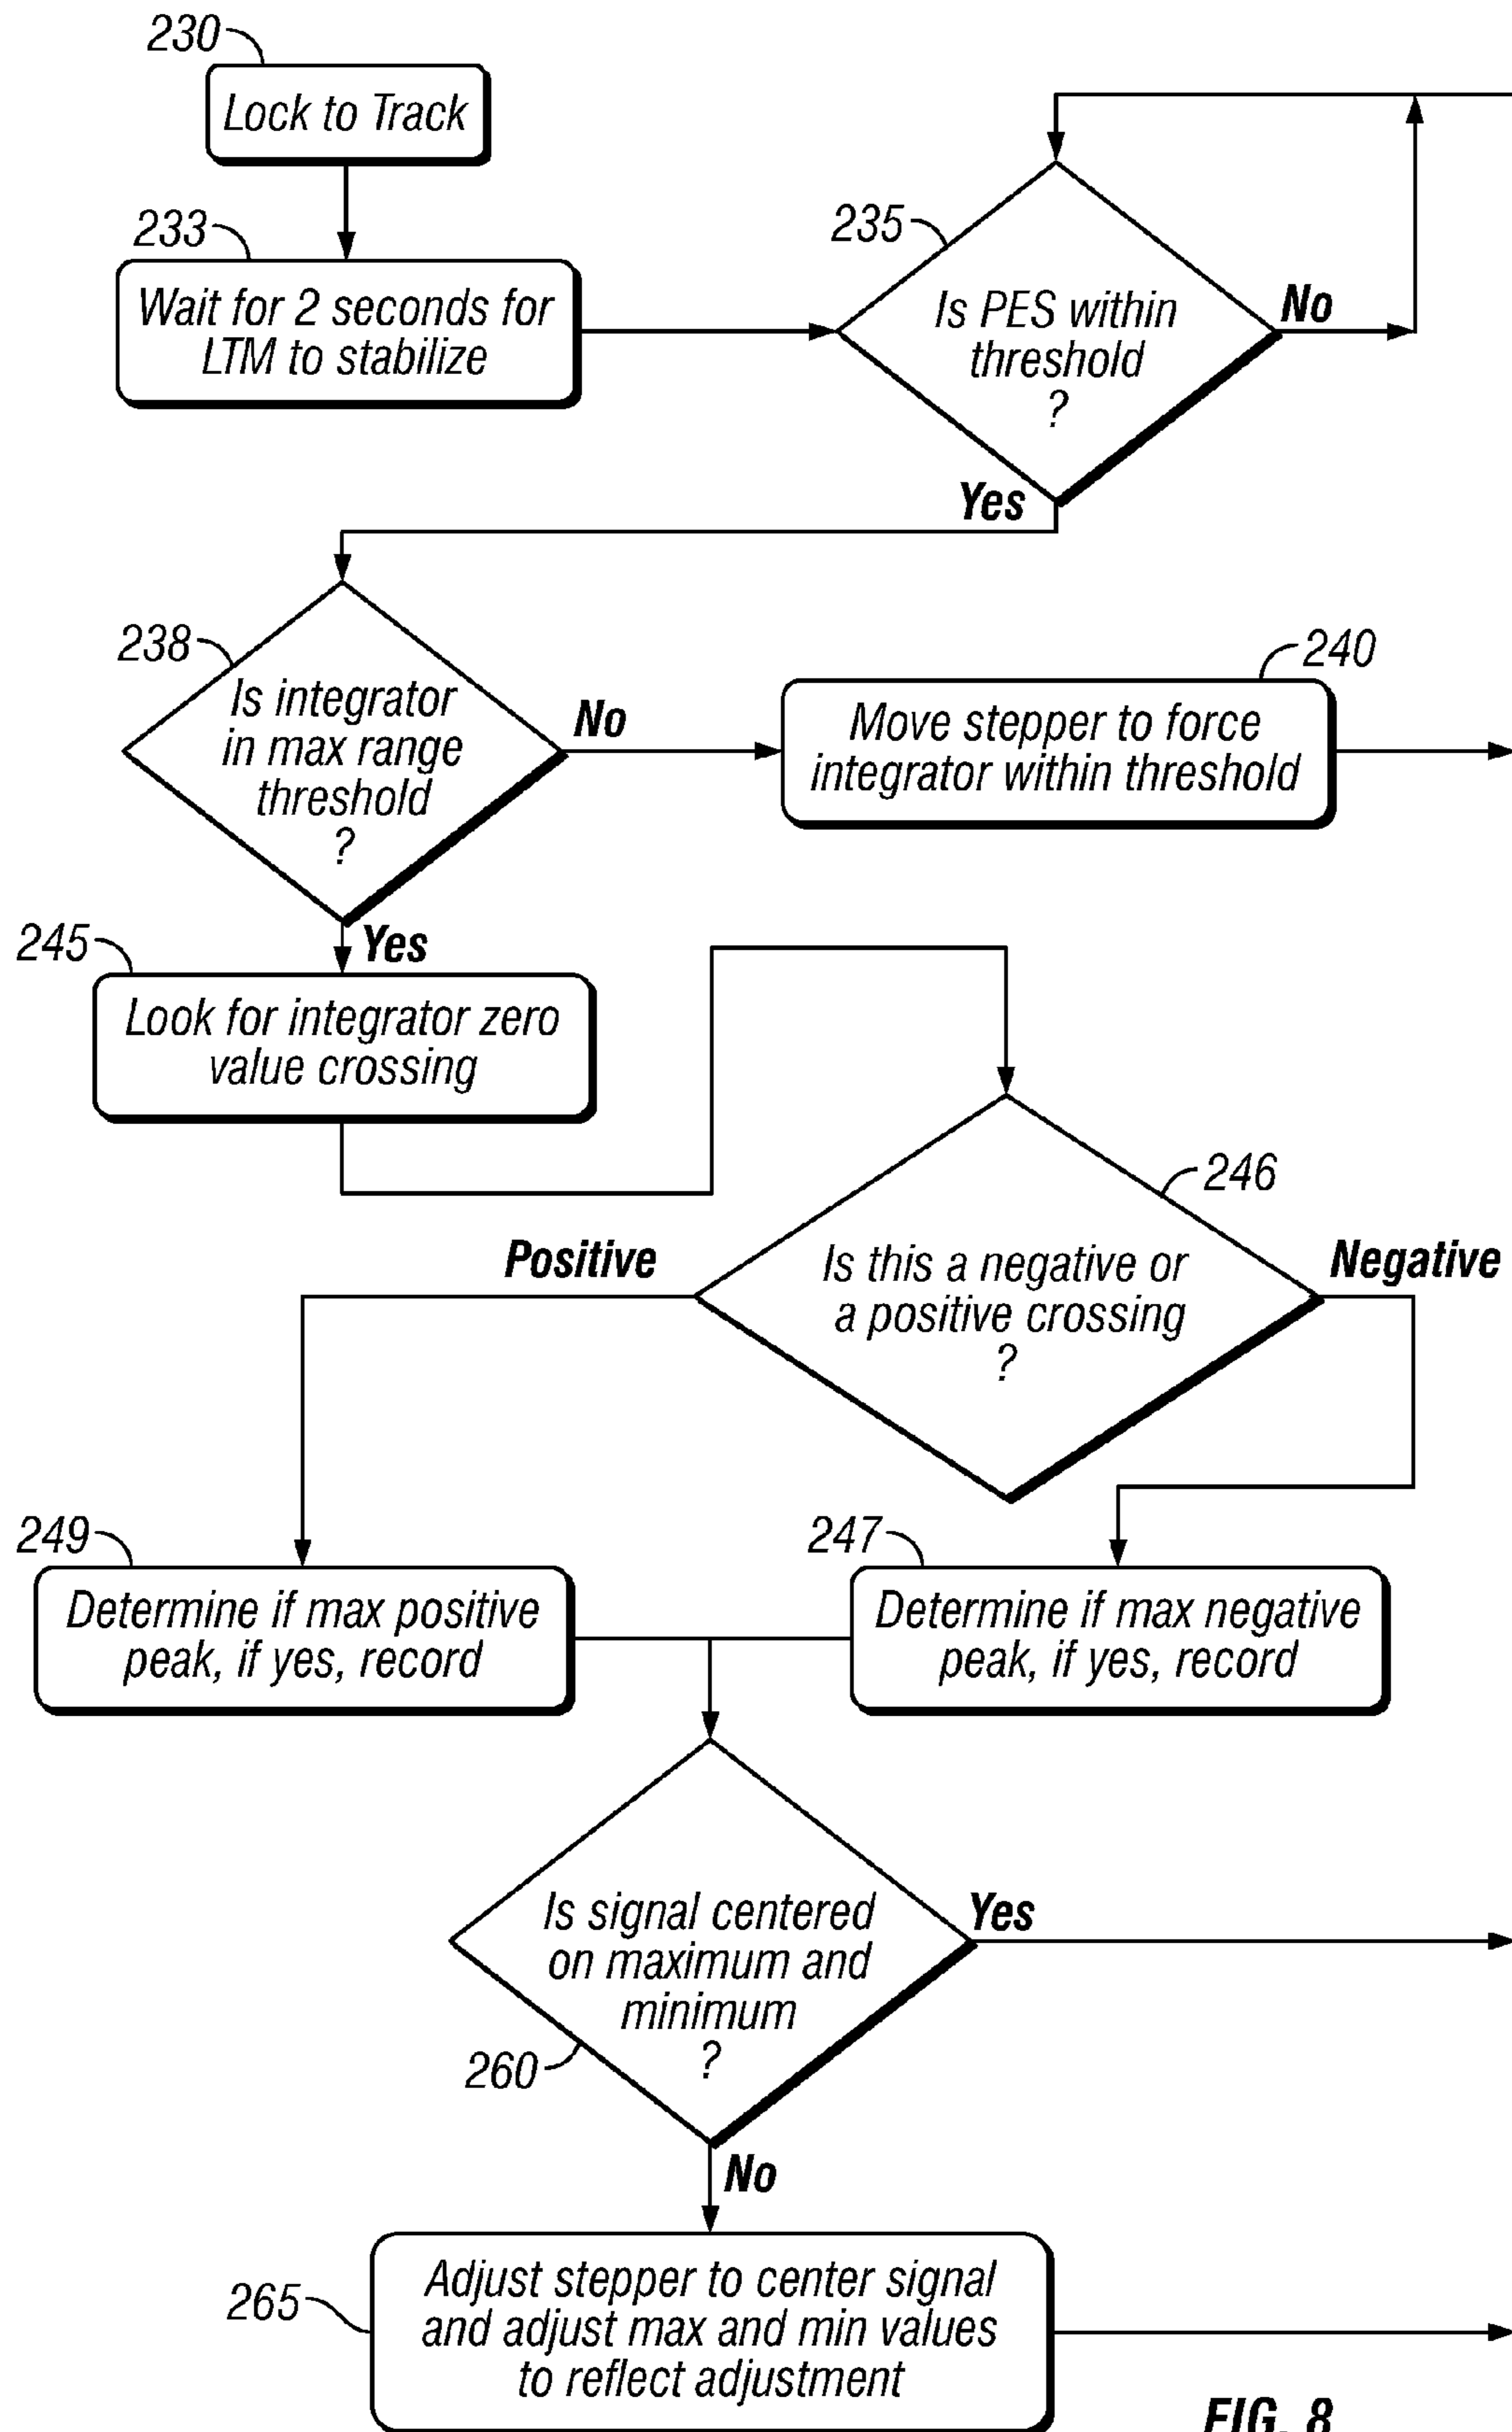 230
Lock to Track
233
Wait for 2 seconds for
LTM to stabilize
235
Is PES within
threshold
?
No
Yes
238
Is integrator
in max range
threshold
?
No
240
Move stepper to force
integrator within threshold
Yes
245
Look for integrator zero
value crossing
246
Is this a negative or
a positive crossing
?
Positive
Negative
249
Determine if max positive
peak, if yes, record
247
Determine if max negative
peak, if yes, record
Is signal centered
on maximum and
minimum
?
Yes
260
No
265
Adjust stepper to center signal
and adjust max and min values
to reflect adjustment
FIG. 8